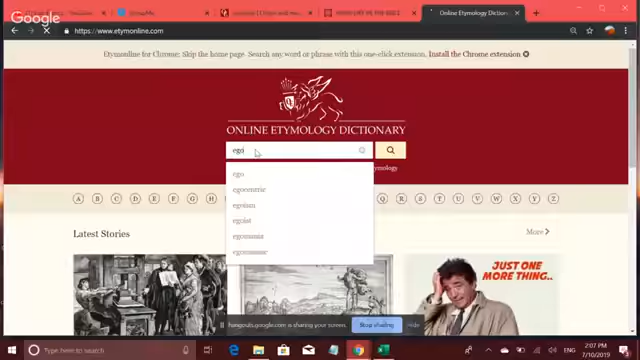 Google
Online Etymology Diction
https://www.etymonline.com
Etymonline for Chrome: Skip the home page. Search any word or phrase with this one-click extension. Install the Chrome extension
ONLINE ETYMOLOGY DICTIONARY
ego
ego
egocentric
egoism
egoist
egomania
egomaniac
A B C D E F G H
Q R S T U V W X Y Z
Latest Stories
More
JUST ONE
MORE THING..
hangouts.google.com is sharing your screen.
Stop sharing
Hide
Type here to search
ENG
2:07 PM
7/10/2019